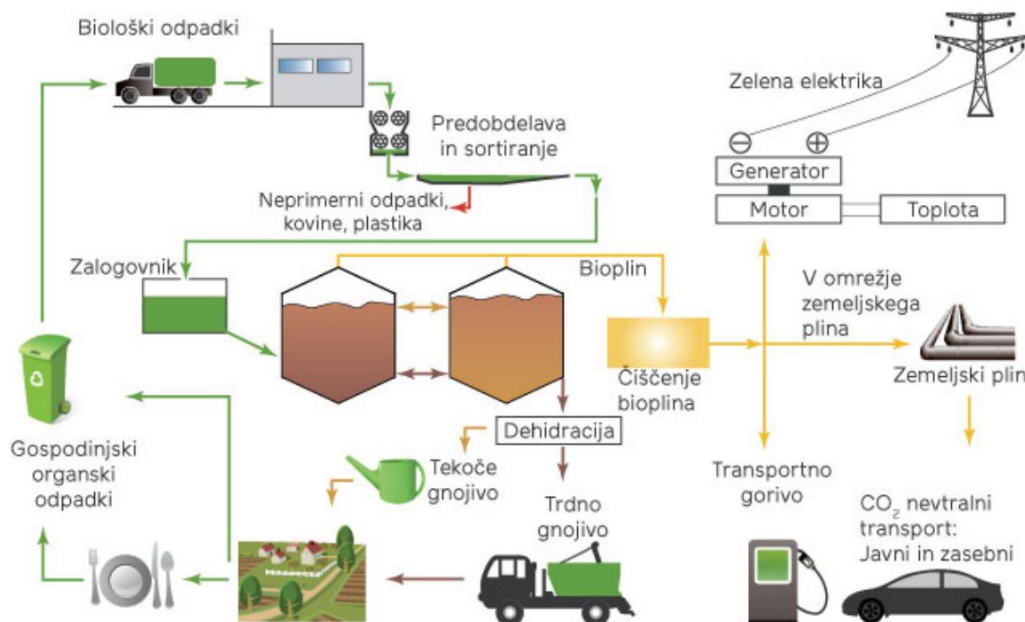 Biološki odpadki
Zelena elektrika
Predobdelava
in sortiranje
Generator
Neprimerni odpadki,
kovine, plastika
Motor
Toplota
Zalogovnik
Bioplin
V omrežje
zemeljskega
plina
Čiščenje
bioplina
Zemeljski plin
Dehidracija
Gospodinjski
organski
odpadki
Tekoče
gnojivo
Trdno
gnojivo
Transportno
gorivo
CO₂ nevtralni
transport:
Javni in zasebni